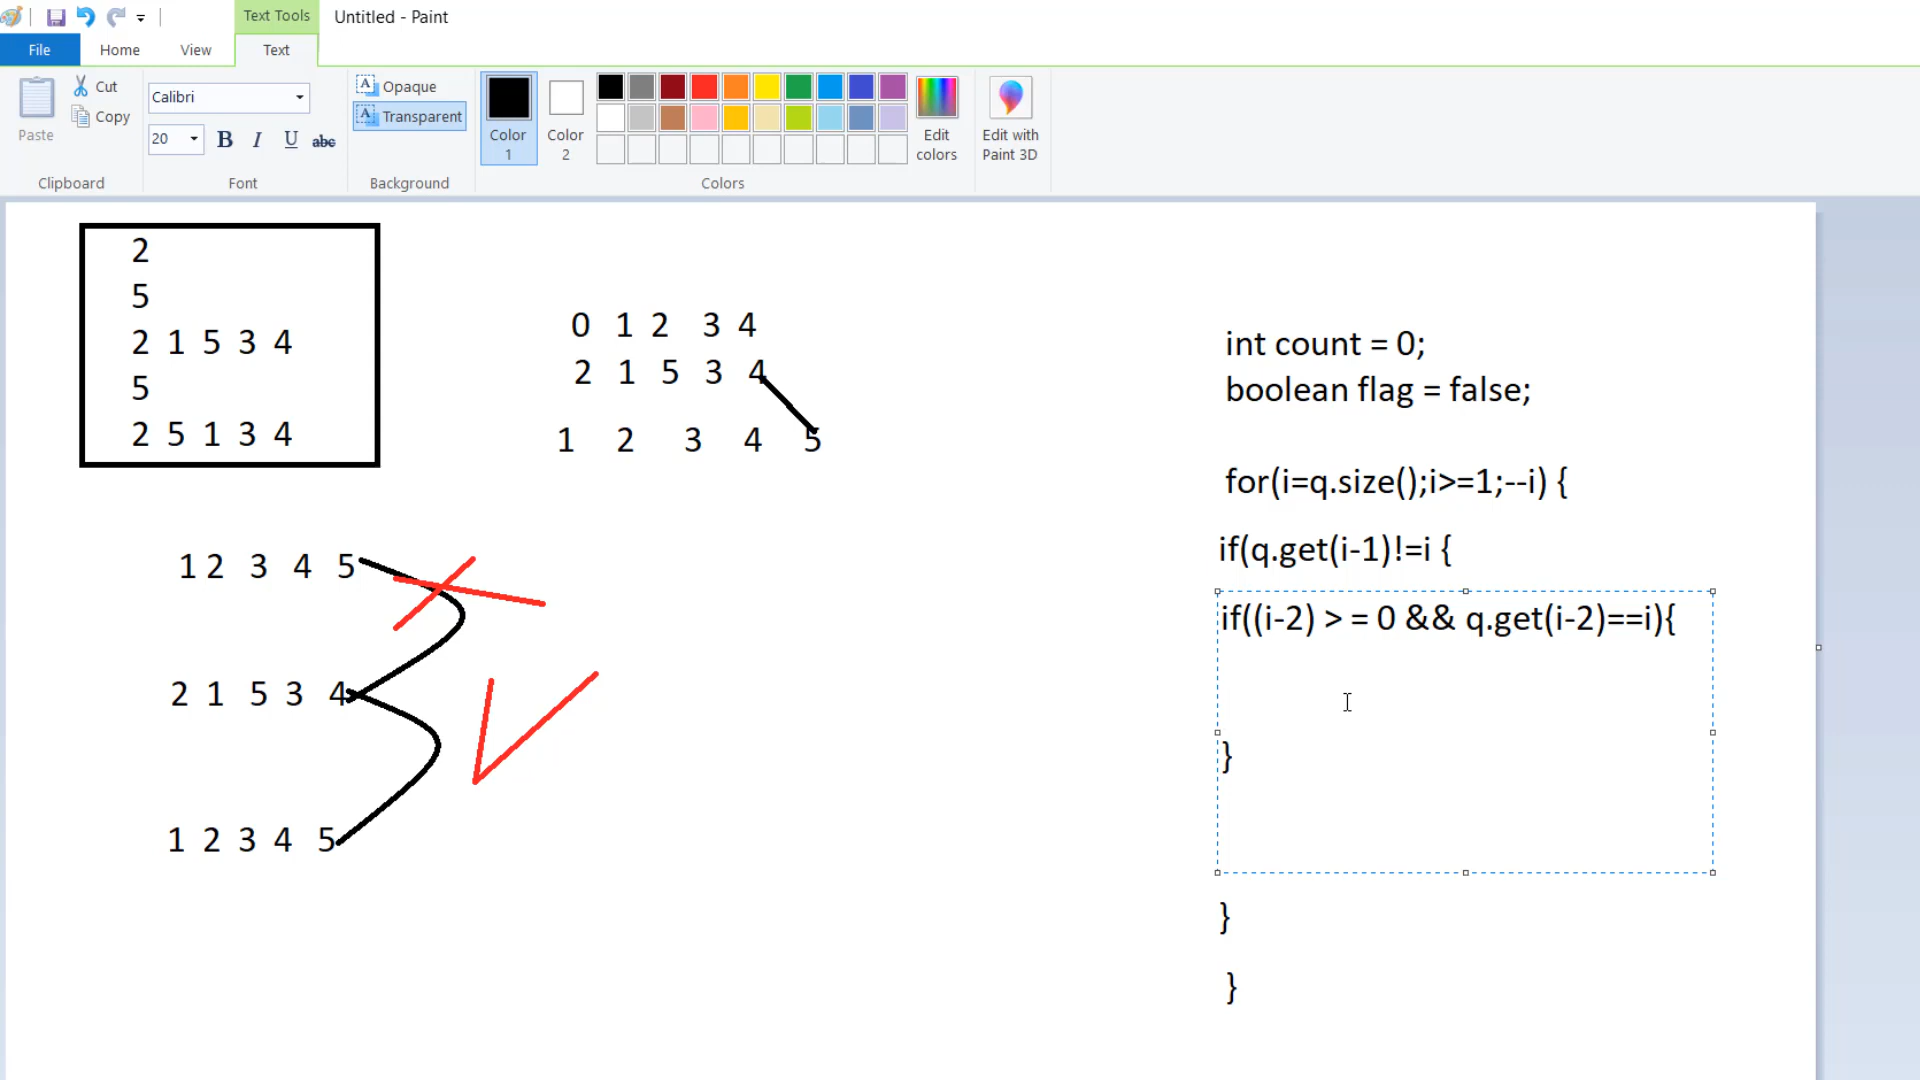 Text Tools
Untitled - Paint
File
Home
View
Text
Paste
Cut
Copy
Clipboard
Calibri
20
B I U abc
Font
Opaque
Transparent
Background
Color 1
Color 2
Edit colors
Colors
Edit with Paint 3D
2
5
2 1 5 3 4
5
2 5 1 3 4
0 1 2 3 4
2 1 5 3 4
1 2 3 4 5
1 2 3 4 5
2 1 5 3 4
1 2 3 4 5
int count = 0;
boolean flag = false;
for(i=q.size();i>=1;--i) {
if(q.get(i-1)!=i {
if((i-2) > = 0 && q.get(i-2)==i){
}
}
}